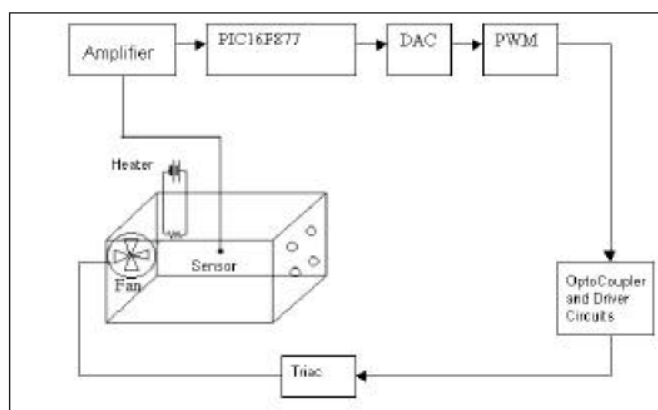 Amplifier
PIC16F877
DAC
PWM
Heater
Sensor
Fan
OptoCoupler
and Driver
Circuits
Triac